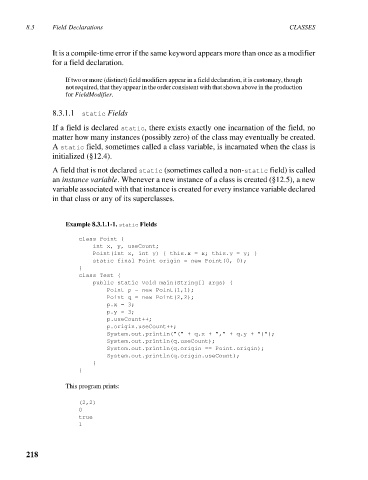 8.3 Field Declarations CLASSES
It is a compile-time error if the same keyword appears more than once as a modifier
for a field declaration.
If two or more (distinct) field modifiers appear in a field declaration, it is customary, though
not required, that they appear in the order consistent with that shown above in the production
for FieldModifier.
8.3.1.1 static Fields
If a field is declared static, there exists exactly one incarnation of the field, no
matter how many instances (possibly zero) of the class may eventually be created.
A static field, sometimes called a class variable, is incarnated when the class is
initialized (§12.4).
A field that is not declared static (sometimes called a non-static field) is called
an instance variable. Whenever a new instance of a class is created (§12.5), a new
variable associated with that instance is created for every instance variable declared
in that class or any of its superclasses.
Example 8.3.1.1-1. static Fields
class Point {
int x, y, useCount;
Point(int x, int y) { this.x = x; this.y = y; }
static final Point origin = new Point(0, 0);
}
class Test {
public static void main(String[] args) {
Point p = new Point(1,1);
Point q = new Point(2,2);
p.x = 3;
p.y = 3;
p.useCount++;
p.origin.useCount++;
System.out.println("(" + q.x + "," + q.y + ")");
System.out.println(q.useCount);
System.out.println(q.origin == Point.origin);
System.out.println(q.origin.useCount);
}
}
This program prints:
(2,2)
0
true
1
218